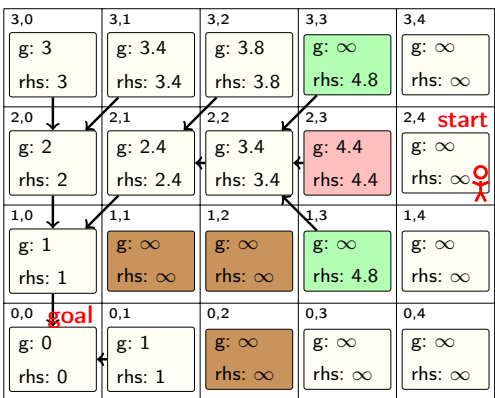 3,0 3,1 3,2 3,3 3,4
g: 3 g: 3.4 g: 3.8 g: ∞ g: ∞
rhs: 3 rhs: 3.4 rhs: 3.8 rhs: 4.8 rhs: ∞
2,0 2,1 2,2 2,3 2,4 start
g: 2 g: 2.4 g: 3.4 g: 4.4 g: ∞
rhs: 2 rhs: 2.4 rhs: 3.4 rhs: 4.4 rhs: ∞
1,0 1,1 1,2 1,3 1,4
g: 1 g: ∞ g: ∞ g: ∞ g: ∞
rhs: 1 rhs: ∞ rhs: ∞ rhs: 4.8 rhs: ∞
0,0 goal 0,1 0,2 0,3 0,4
g: 0 g: 1 g: ∞ g: ∞ g: ∞
rhs: 0 rhs: 1 rhs: ∞ rhs: ∞ rhs: ∞